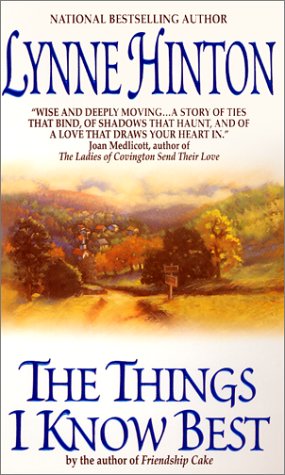 NATIONAL BESTSELLING AUTHOR
LYNNE HINTON
"WISE AND DEEPLY MOVING...A STORY OF TIES
THAT BIND, OF SHADOWS THAT HAUNT, AND OF
A LOVE THAT DRAWS YOUR HEART IN."
Joan Medlicott, author of
The Ladies of Covington Send Their Love
THE THINGS
I KNOW BEST
by the author of Friendship Cake